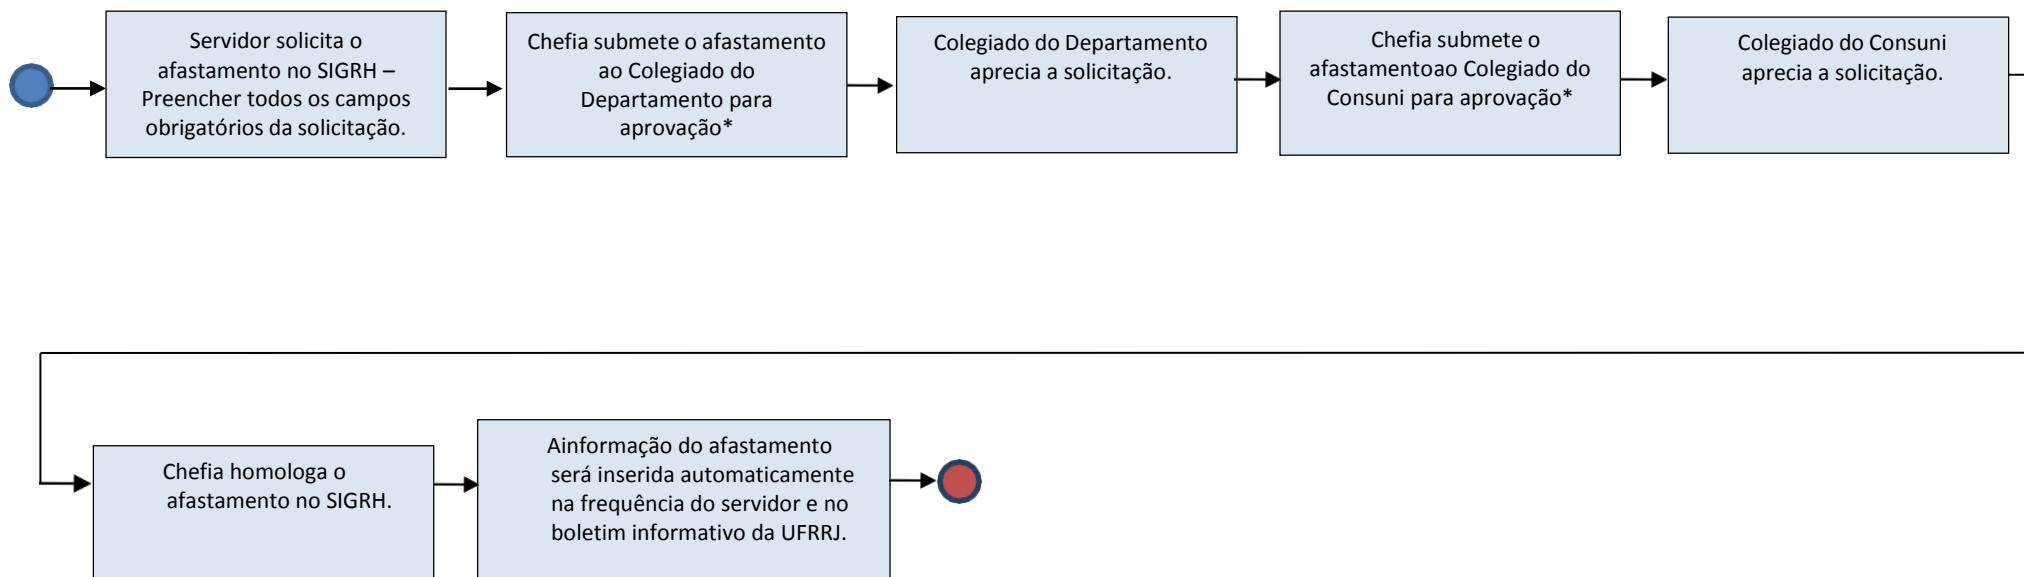 Servidor solicita o
afastamento no SIGRH –
Preencher todos os campos
obrigatórios da solicitação.
Chefia submete o afastamento
ao Colegiado do
Departamento para
aprovação*
Colegiado do Departamento
aprecia a solicitação.
Chefia submete o
afastamentoao Colegiado do
Consuni para aprovação*
Colegiado do Consuni
aprecia a solicitação.
Chefia homologa o
afastamento no SIGRH.
Ainformação do afastamento
será inserida automaticamente
na frequência do servidor e no
boletim informativo da UFRRJ.